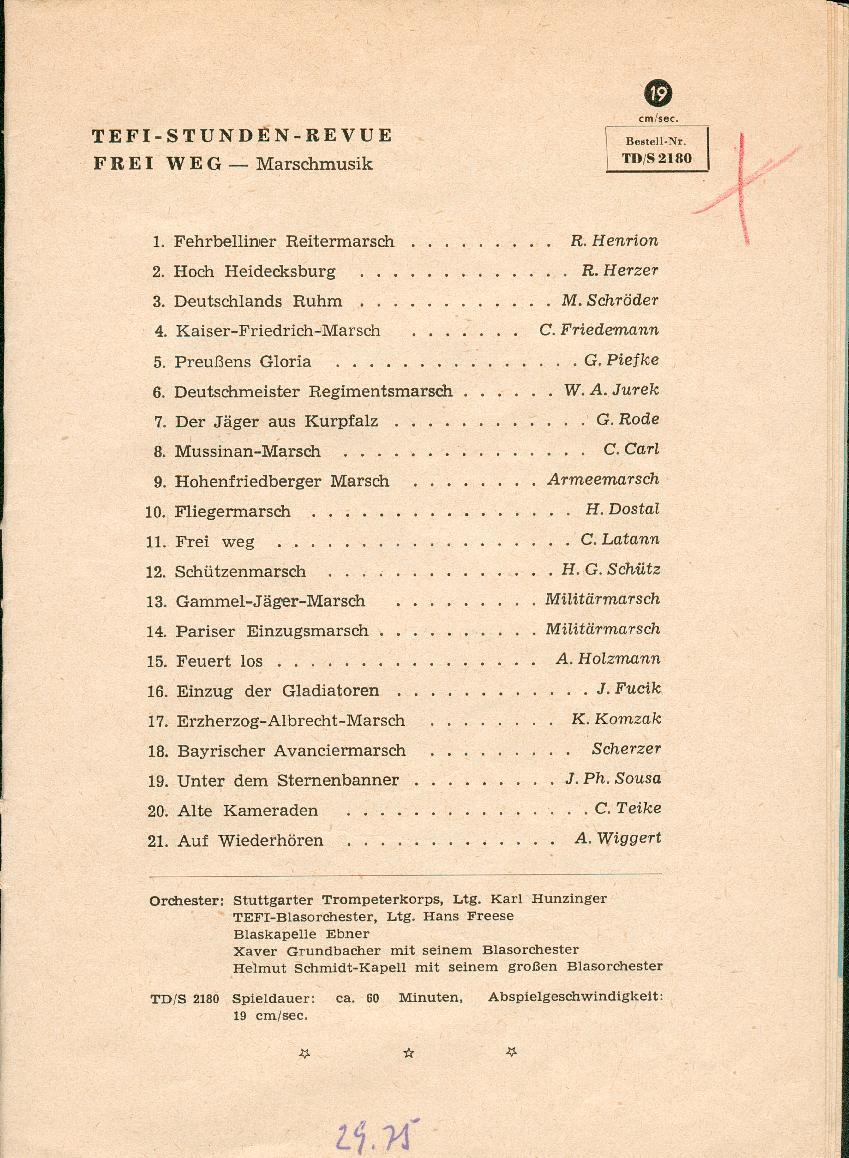 19
cm/sec.
TEFI-STUNDEN-REVUE
FREI WEG — Marschmusik
Bestell-Nr.
TD/S 2180
1. Fehrbelliner Reitermarsch . . . . . . . . . R. Henrion
2. Hoch Heidecksburg . . . . . . . . . . . . . R. Herzer
3. Deutschlands Ruhm . . . . . . . . . . . . M. Schröder
4. Kaiser-Friedrich-Marsch . . . . . . . C. Friedemann
5. Preußens Gloria . . . . . . . . . . . . . . . G. Piefke
6. Deutschmeister Regimentsmarsch . . . . . . W. A. Jurek
7. Der Jäger aus Kurpfalz . . . . . . . . . . . . G. Rode
8. Mussinan-Marsch . . . . . . . . . . . . . . . C. Carl
9. Hohenfriedberger Marsch . . . . . . . . Armeemarsch
10. Fliegermarsch . . . . . . . . . . . . . . . . H. Dostal
11. Frei weg . . . . . . . . . . . . . . . . . . C. Latann
12. Schützenmarsch . . . . . . . . . . . . . . H. G. Schütz
13. Gammel-Jäger-Marsch . . . . . . . . . Militärmarsch
14. Pariser Einzugsmarsch . . . . . . . . . . Militärmarsch
15. Feuert los . . . . . . . . . . . . . . . . A. Holzmann
16. Einzug der Gladiatoren . . . . . . . . . . . . J. Fucik
17. Erzherzog-Albrecht-Marsch . . . . . . . . K. Komzak
18. Bayrischer Avanciermarsch . . . . . . . . . Scherzer
19. Unter dem Sternenbanner . . . . . . . . . J. Ph. Sousa
20. Alte Kameraden . . . . . . . . . . . . . . . C. Teike
21. Auf Wiederhören . . . . . . . . . . . . . A. Wiggert
Orchester: Stuttgarter Trompeterkorps, Ltg. Karl Hunzinger
TEFI-Blasorchester, Ltg. Hans Freese
Blaskapelle Ebner
Xaver Grundbacher mit seinem Blasorchester
Helmut Schmidt-Kapell mit seinem großen Blasorchester
TD/S 2180 Spieldauer: ca. 60 Minuten, Abspielgeschwindigkeit:
19 cm/sec.
29.75